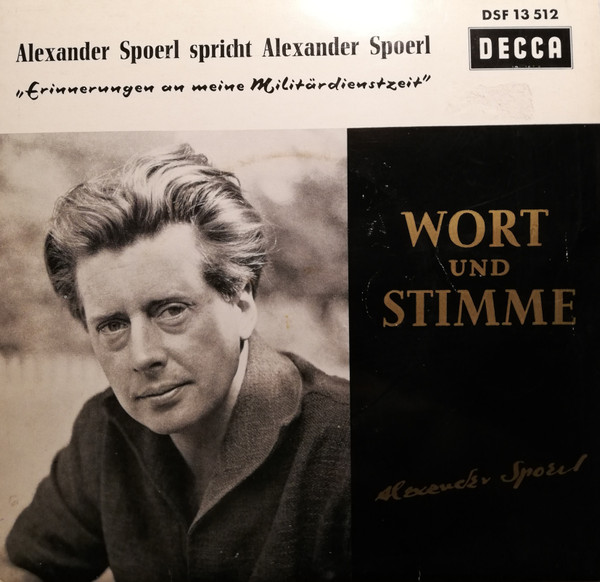 DSF 13 512
DECCA
Alexander Spoerl spricht Alexander Spoerl
„Erinnerungen an meine Militärdienstzeit"
WORT
UND
STIMME
Alexander Spoerl